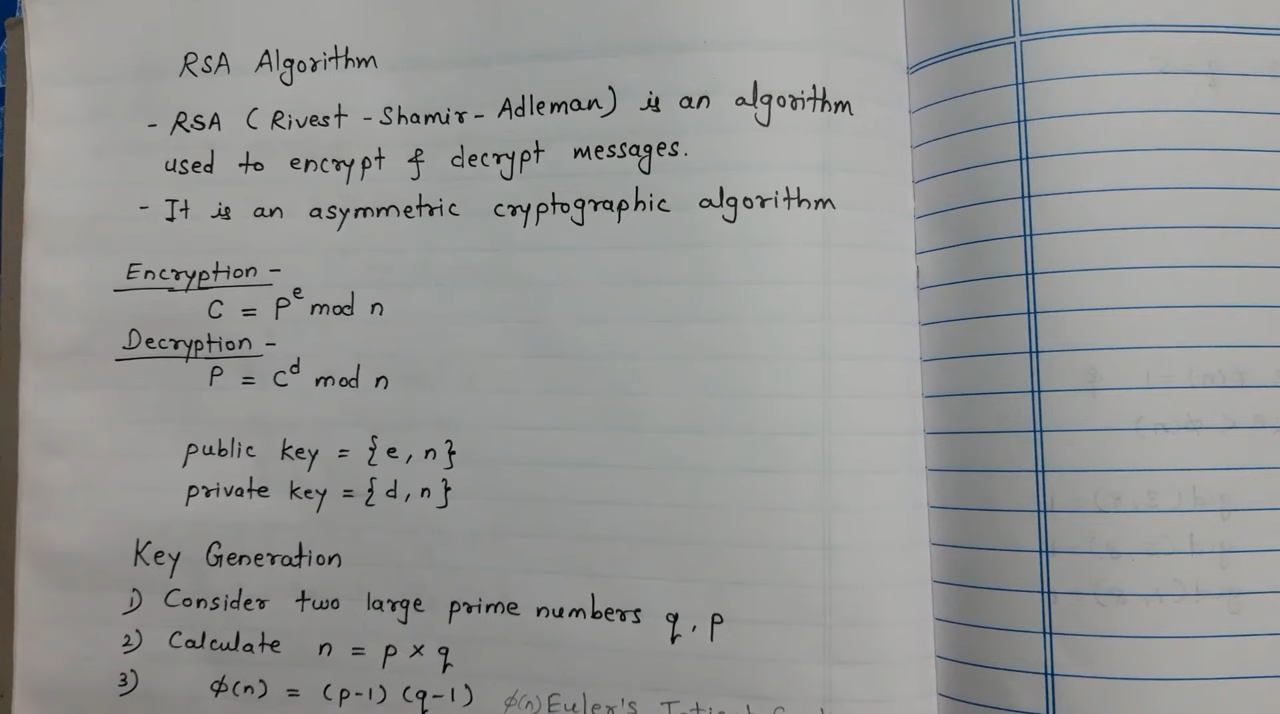 RSA Algorithm
- RSA (Rivest - Shamir - Adleman) is an algorithm
used to encrypt & decrypt messages.
- It is an asymmetric cryptographic algorithm
Encryption -
C = P^e mod n
Decryption -
P = C^d mod n
public key = {e, n}
private key = {d, n}
Key Generation
1) Consider two large prime numbers q, p
2) Calculate n = p × q
3) ϕ(n) = (p-1) (q-1) ϕ(n) Euler's